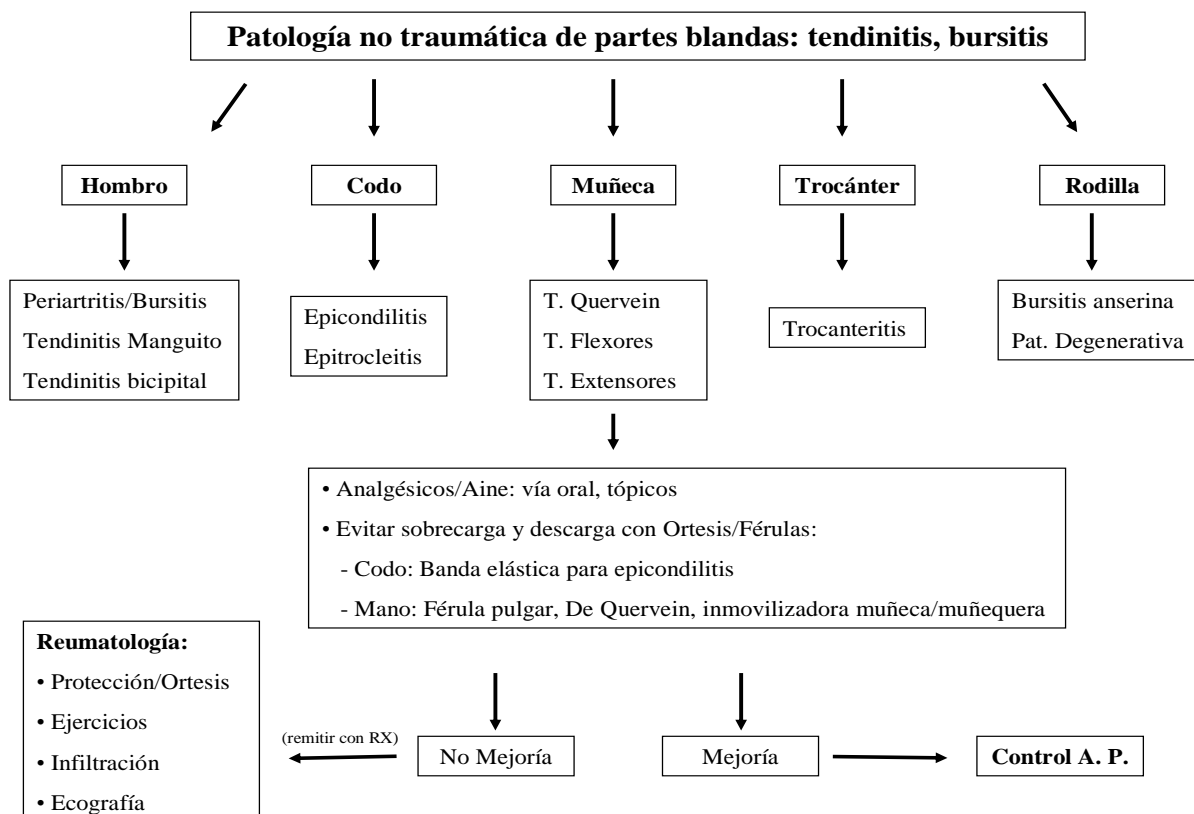 Patología no traumática de partes blandas: tendinitis, bursitis
Hombro
Codo
Muñeca
Trocánter
Rodilla
Periartritis/Bursitis
Tendinitis Manguito
Tendinitis bicipital
Epicondilitis
Epitrocleitis
T. Quervein
T. Flexores
T. Extensores
Trocanteritis
Bursitis anserina
Pat. Degenerativa
• Analgésicos/Aine: vía oral, tópicos
• Evitar sobrecarga y descarga con Ortesis/Férulas:
- Codo: Banda elástica para epicondilitis
- Mano: Férula pulgar, De Quervein, inmovilizadora muñeca/muñequera
Reumatología:
• Protección/Ortesis
• Ejercicios
• Infiltración
• Ecografía
(remitir con RX)
No Mejoría
Mejoría
Control A. P.